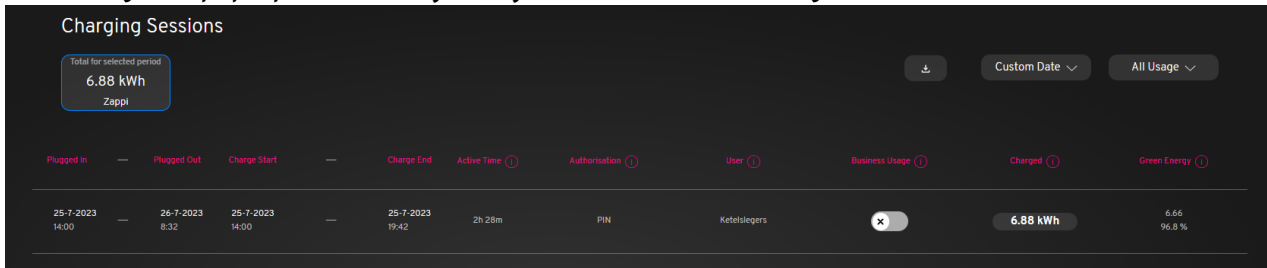 Charging Sessions
Total for selected period
6.88 kWh
Zappi
Custom Date
All Usage
Plugged In — Plugged Out Charge Start — Charge End Active Time Authorisation User Business Usage Charged Green Energy
25-7-2023 — 26-7-2023 25-7-2023 — 25-7-2023 2h 28m PIN Ketelslegers 6.88 kWh 6.66
14:00 8:32 14:00 19:42 96.8 %